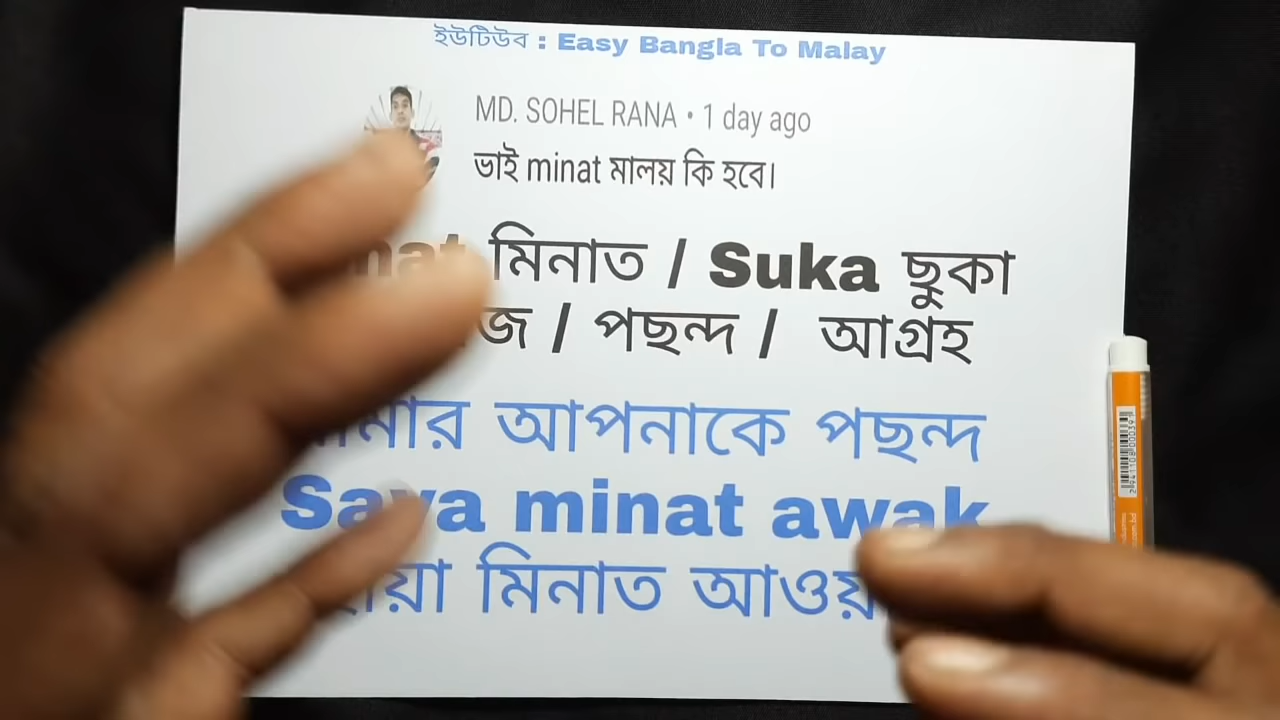 ইউটিউব : Easy Bangla To Malay
MD. SOHEL RANA • 1 day ago
ভাই minat মালয় কি হবে।
মিনাত / Suka ছুকা
/ পছন্দ / আগ্রহ
আপনাকে পছন্দ
Saya minat awak
মিনাত